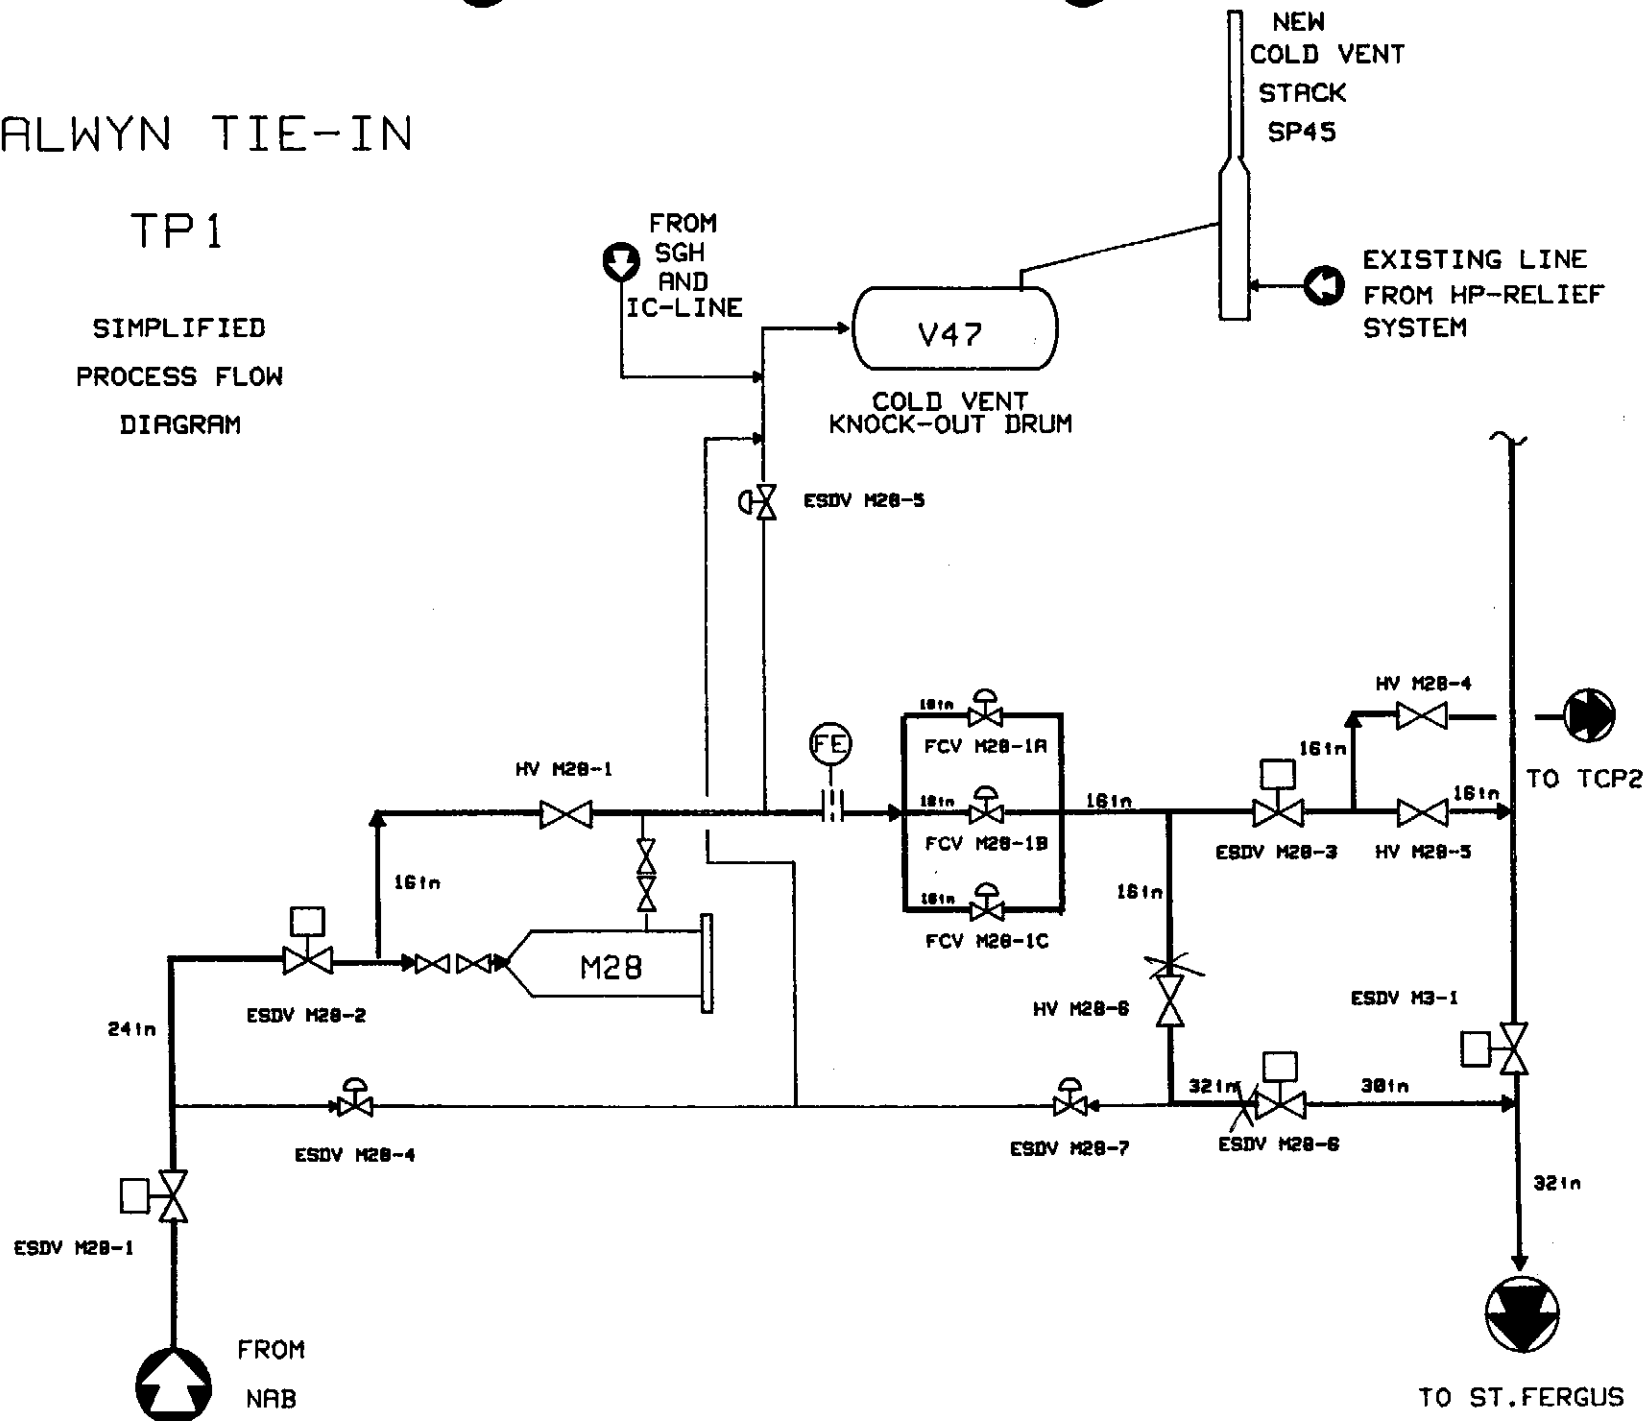 NEW
COLD VENT
STACK
SP45
ALWYN TIE-IN
TP1
SIMPLIFIED
PROCESS FLOW
DIAGRAM
FROM
SGH
AND
IC-LINE
EXISTING LINE
FROM HP-RELIEF
SYSTEM
V47
COLD VENT
KNOCK-OUT DRUM
ESDV M28-5
HV M28-4
16in
FCV M28-1A
FE
16in
TO TCP2
HV M28-1
16in
16in
16in
FCV M28-1B
ESDV M28-3
HV M28-5
16in
16in
16in
FCV M28-1C
M28
ESDV M28-2
HV M28-6
ESDV M3-1
24in
32in
30in
ESDV M28-4
ESDV M28-7
ESDV M28-6
32in
ESDV M28-1
FROM
NAB
TO ST.FERGUS